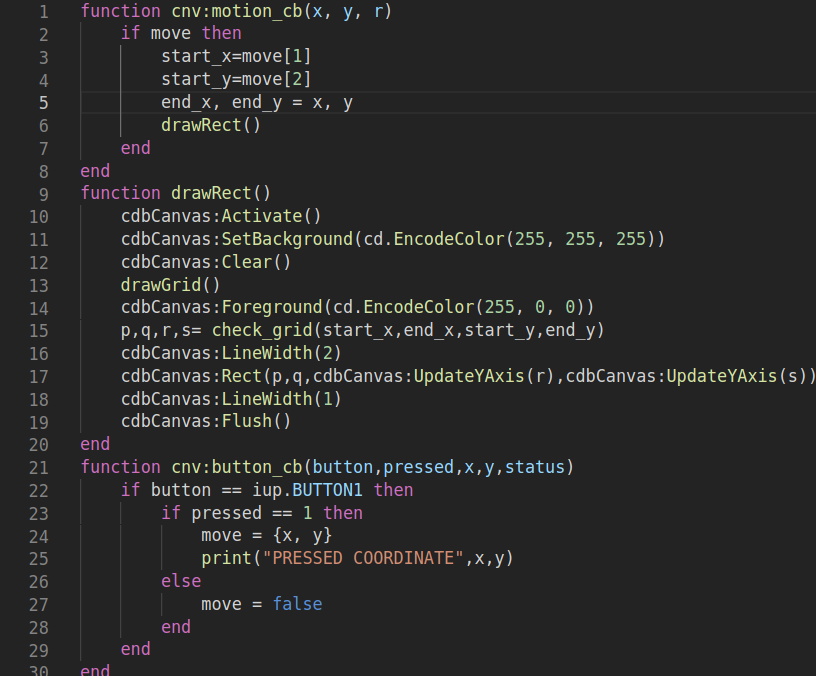 1 function cnv:motion_cb(x, y, r)
2     if move then
3         start_x=move[1]
4         start_y=move[2]
5         end_x, end_y = x, y
6         drawRect()
7     end
8 end
9 function drawRect()
10     cdbCanvas:Activate()
11     cdbCanvas:SetBackground(cd.EncodeColor(255, 255, 255))
12     cdbCanvas:Clear()
13     drawGrid()
14     cdbCanvas:Foreground(cd.EncodeColor(255, 0, 0))
15     p,q,r,s= check_grid(start_x,end_x,start_y,end_y)
16     cdbCanvas:LineWidth(2)
17     cdbCanvas:Rect(p,q,cdbCanvas:UpdateYAxis(r),cdbCanvas:UpdateYAxis(s))
18     cdbCanvas:LineWidth(1)
19     cdbCanvas:Flush()
20 end
21 function cnv:button_cb(button,pressed,x,y,status)
22     if button == iup.BUTTON1 then
23         if pressed == 1 then
24             move = {x, y}
25             print("PRESSED COORDINATE",x,y)
26         else
27             move = false
28         end
29     end
30 end